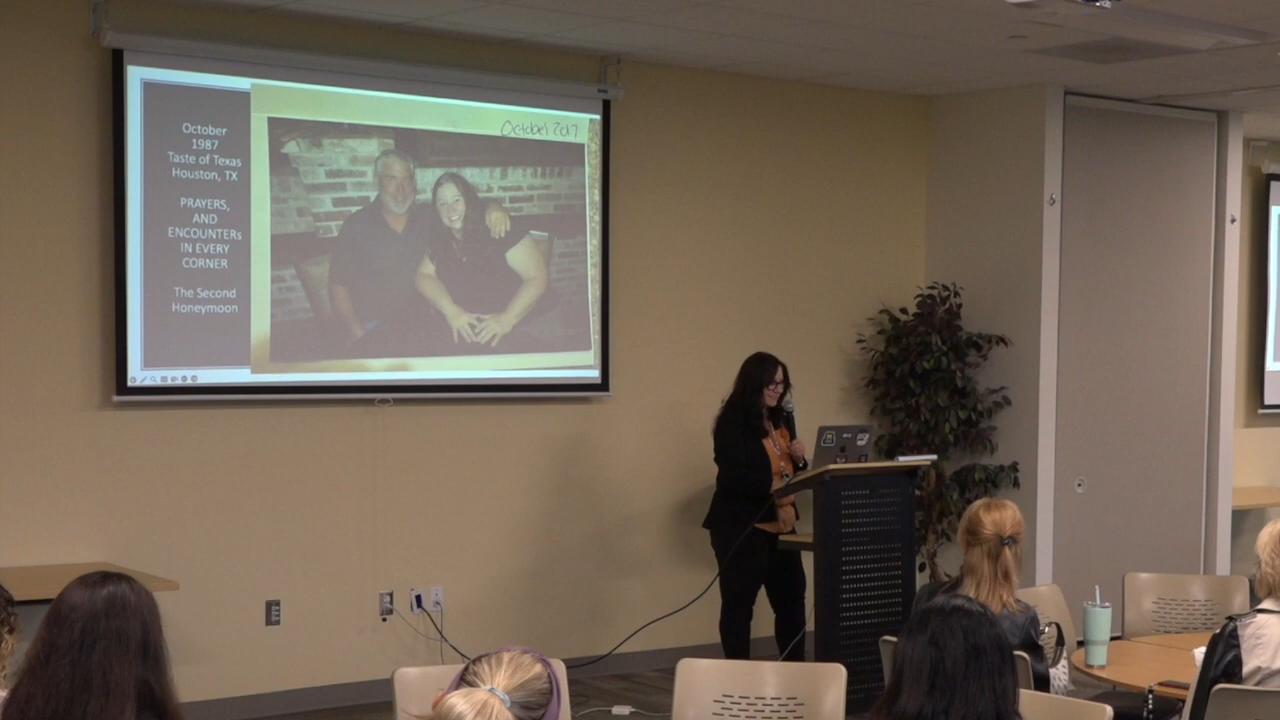 October
1987
Taste of Texas
Houston, TX
PRAYERS,
AND
ENCOUNTERs
IN EVERY
CORNER
The Second
Honeymoon
October 2017